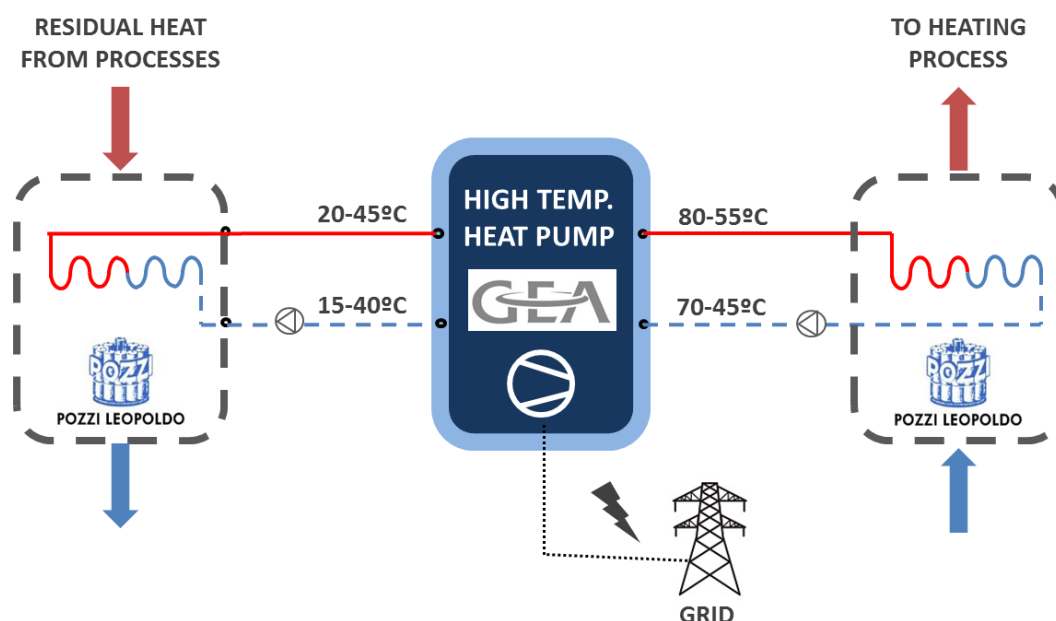 RESIDUAL HEAT
FROM PROCESSES
TO HEATING
PROCESS
20-45ºC
HIGH TEMP.
HEAT PUMP
80-55ºC
15-40ºC
GEA
70-45ºC
POZZI
POZZI LEOPOLDO
POZZI
POZZI LEOPOLDO
GRID